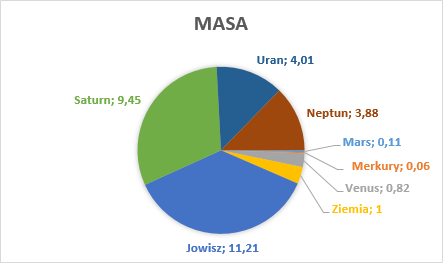 MASA
Uran; 4,01
Saturn; 9,45
Neptun; 3,88
Mars; 0,11
Merkury; 0,06
Venus; 0,82
Ziemia; 1
Jowisz; 11,21